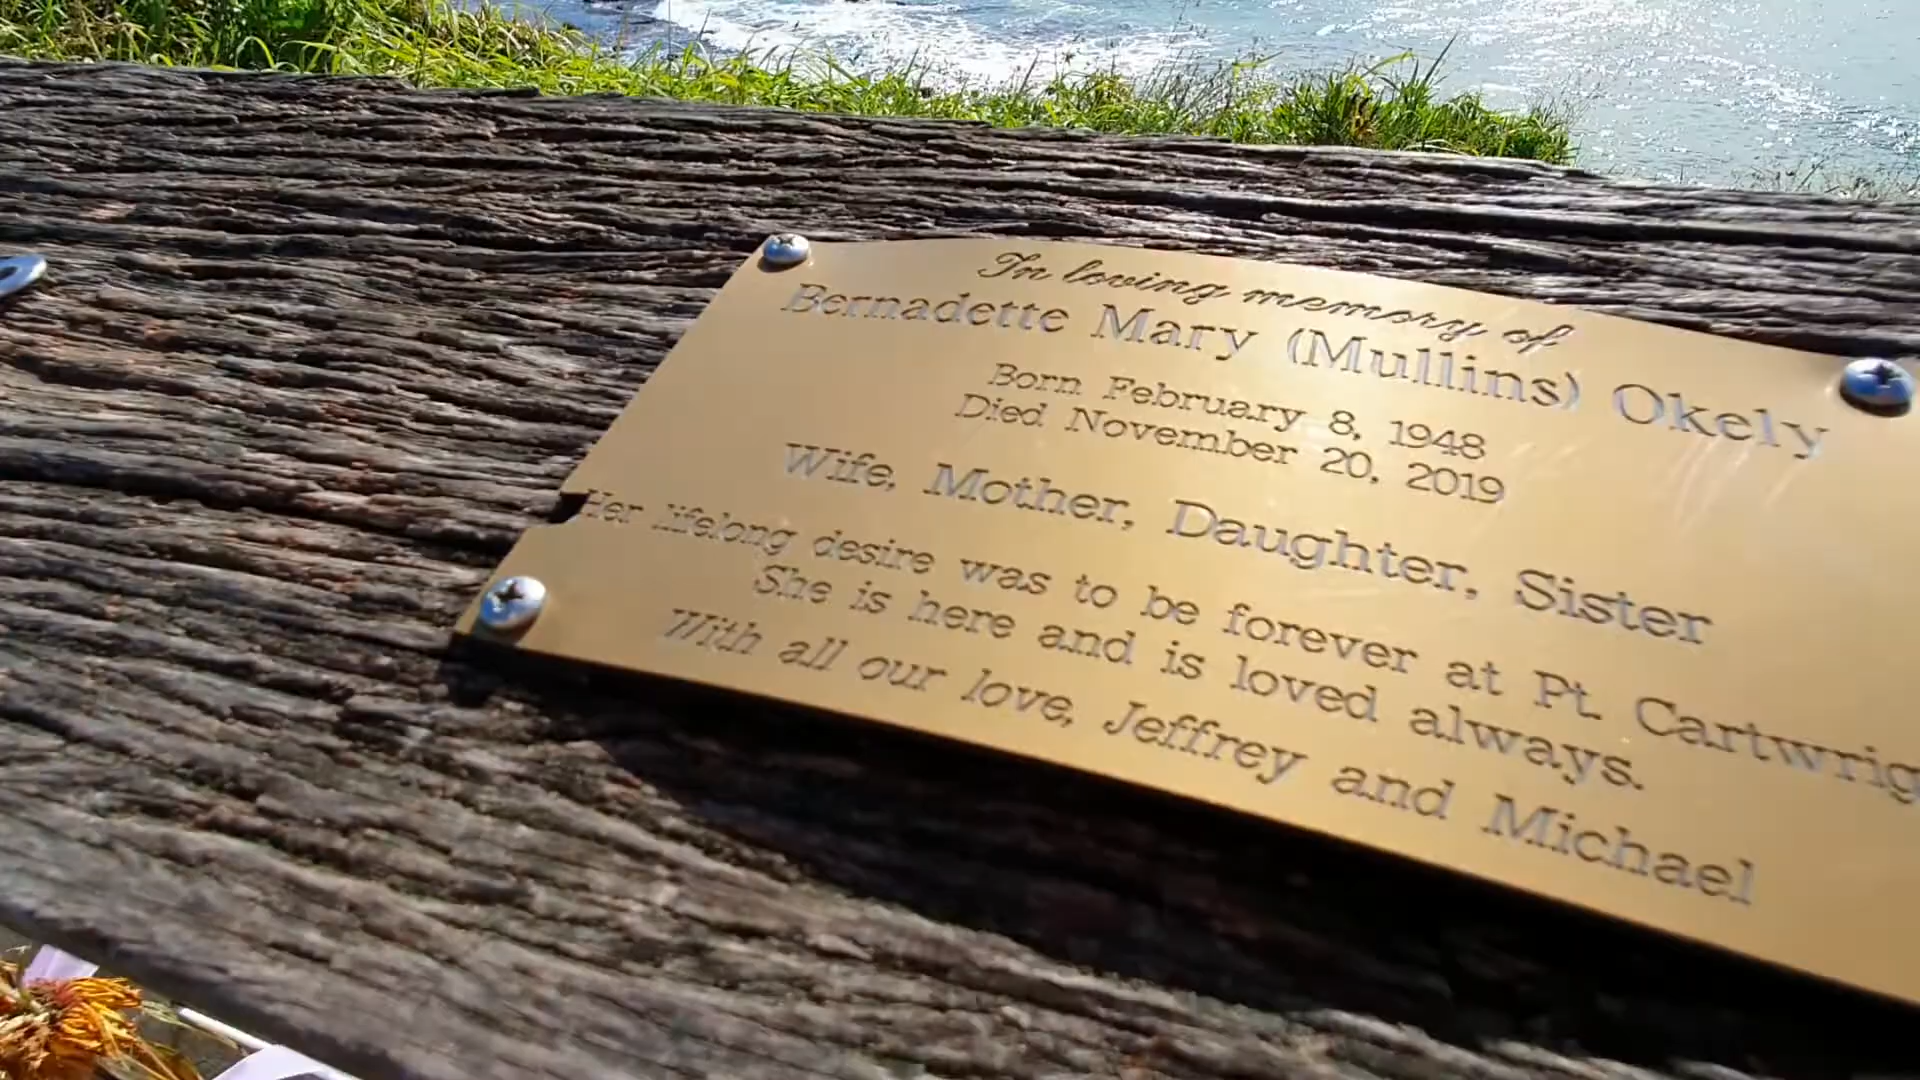 In loving memory of
Bernadette Mary (Mullins) Okely
Born February 8, 1948
Died November 20, 2019
Wife, Mother, Daughter, Sister
Her lifelong desire was to be forever at Pt. Cartwrig
She is here and is loved always.
With all our love, Jeffrey and Michael